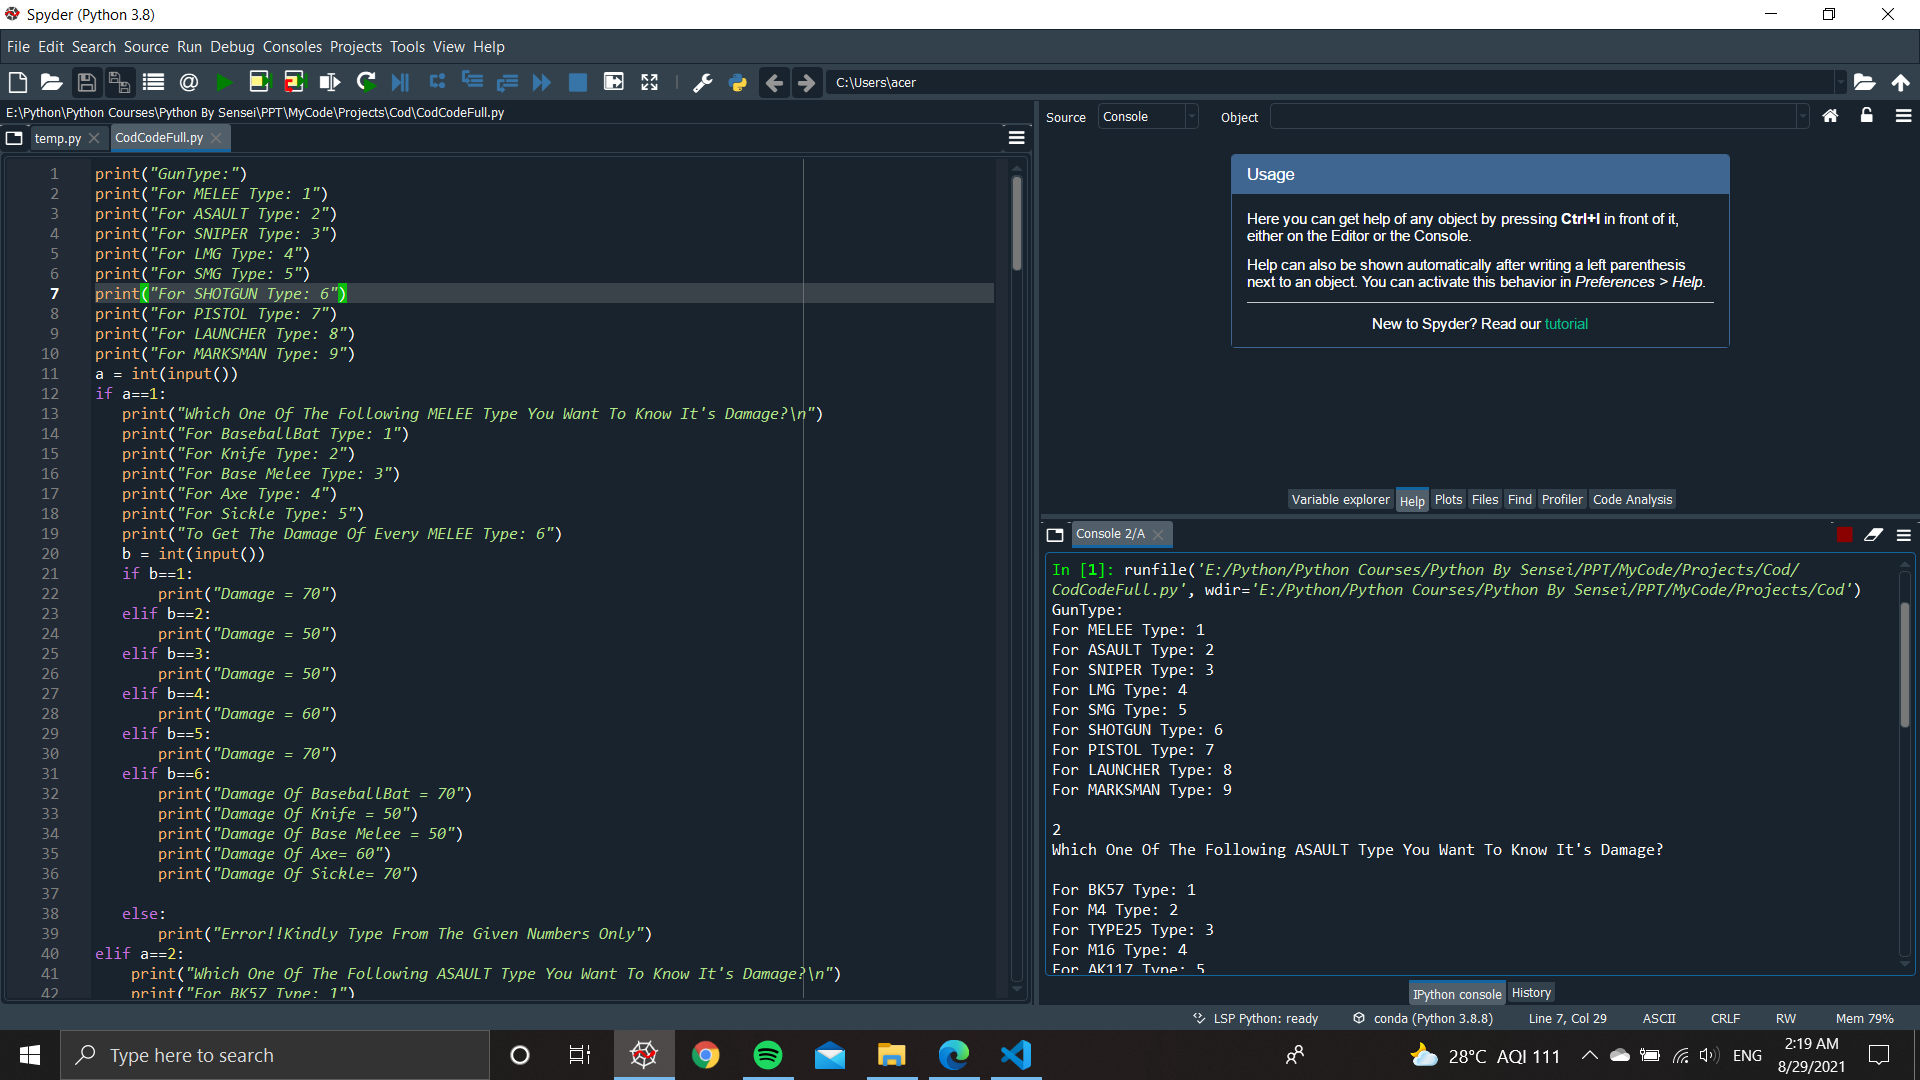 Spyder (Python 3.8)
File Edit Search Source Run Debug Consoles Projects Tools View Help
C:\Users\acer
E:\Python\Python Courses\Python By Sensei\PPT\MyCode\Projects\Cod\CodCodeFull.py
temp.py CodCodeFull.py
1 print("GunType:")
2 print("For MELEE Type: 1")
3 print("For ASAULT Type: 2")
4 print("For SNIPER Type: 3")
5 print("For LMG Type: 4")
6 print("For SMG Type: 5")
7 print("For SHOTGUN Type: 6")
8 print("For PISTOL Type: 7")
9 print("For LAUNCHER Type: 8")
10 print("For MARKSMAN Type: 9")
11 a = int(input())
12 if a==1:
13 print("Which One Of The Following MELEE Type You Want To Know It's Damage?\n")
14 print("For BaseballBat Type: 1")
15 print("For Knife Type: 2")
16 print("For Base Melee Type: 3")
17 print("For Axe Type: 4")
18 print("For Sickle Type: 5")
19 print("To Get The Damage Of Every MELEE Type: 6")
20 b = int(input())
21 if b==1:
22 print("Damage = 70")
23 elif b==2:
24 print("Damage = 50")
25 elif b==3:
26 print("Damage = 50")
27 elif b==4:
28 print("Damage = 60")
29 elif b==5:
30 print("Damage = 70")
31 elif b==6:
32 print("Damage Of BaseballBat = 70")
33 print("Damage Of Knife = 50")
34 print("Damage Of Base Melee = 50")
35 print("Damage Of Axe= 60")
36 print("Damage Of Sickle= 70")
37
38 else:
39 print("Error!!Kindly Type From The Given Numbers Only")
40 elif a==2:
41 print("Which One Of The Following ASAULT Type You Want To Know It's Damage?\n")
42 print("For BK57 Type: 1")
Source Console Object
Usage
Here you can get help of any object by pressing Ctrl+I in front of it,
either on the Editor or the Console.
Help can also be shown automatically after writing a left parenthesis
next to an object. You can activate this behavior in Preferences > Help.
New to Spyder? Read our tutorial
Variable explorer Help Plots Files Find Profiler Code Analysis
Console 2/A
In [1]: runfile('E:/Python/Python Courses/Python By Sensei/PPT/MyCode/Projects/Cod/
CodCodeFull.py', wdir='E:/Python/Python Courses/Python By Sensei/PPT/MyCode/Projects/Cod')
GunType:
For MELEE Type: 1
For ASAULT Type: 2
For SNIPER Type: 3
For LMG Type: 4
For SMG Type: 5
For SHOTGUN Type: 6
For PISTOL Type: 7
For LAUNCHER Type: 8
For MARKSMAN Type: 9
2
Which One Of The Following ASAULT Type You Want To Know It's Damage?
For BK57 Type: 1
For M4 Type: 2
For TYPE25 Type: 3
For M16 Type: 4
For AK117 Type: 5
IPython console History
LSP Python: ready conda (Python 3.8.8) Line 7, Col 29 ASCII CRLF RW Mem 79%
Type here to search
28°C AQI 111 ENG
2:19 AM
8/29/2021